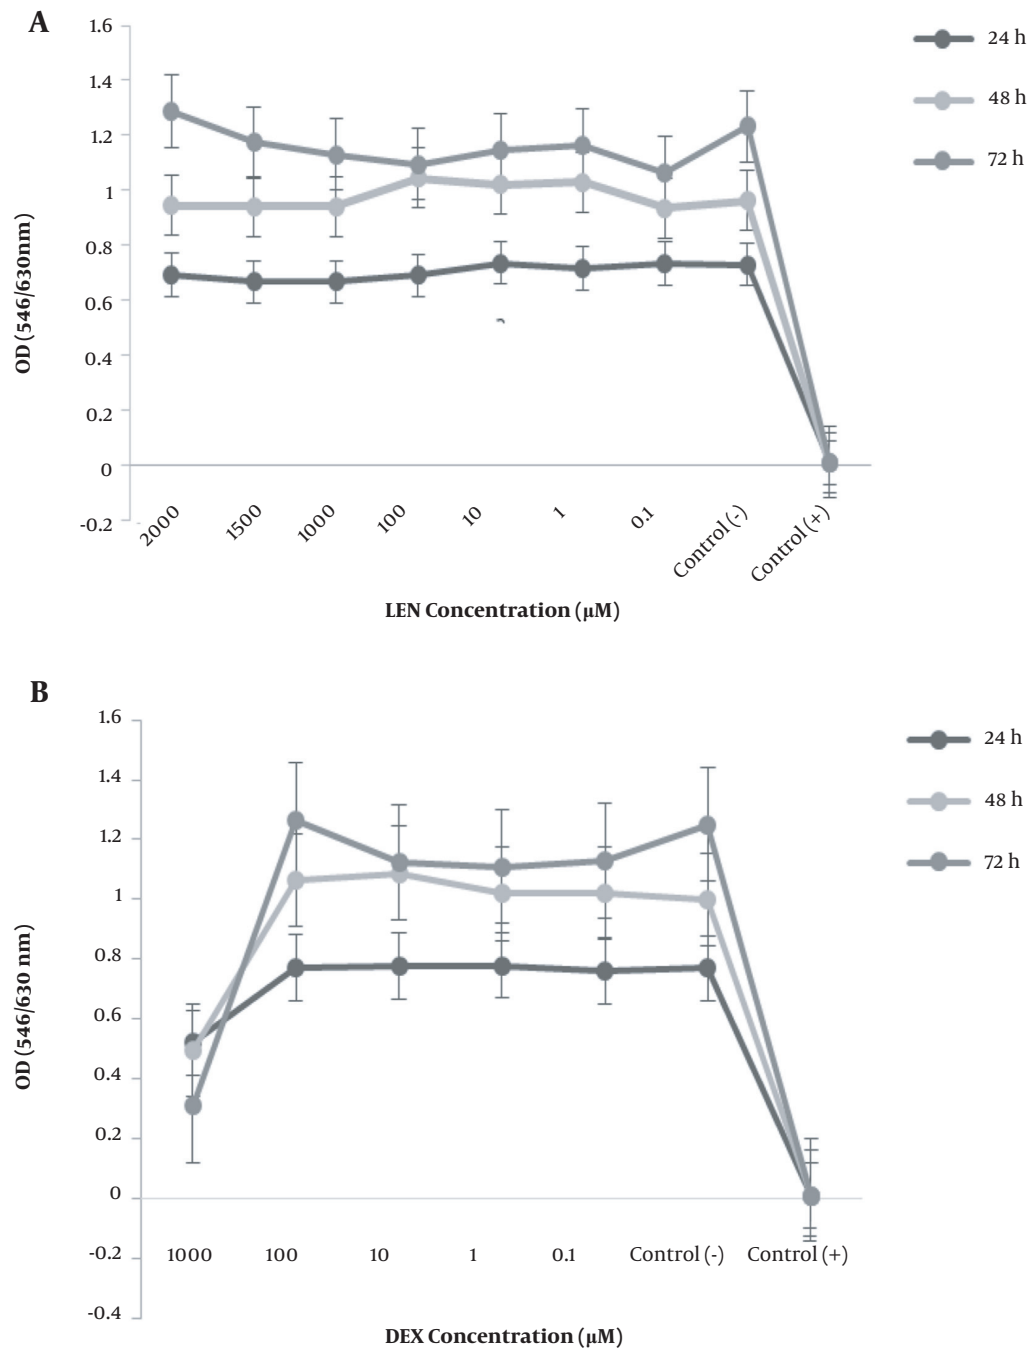 A
1.6
1.4
1.2
1
0.8
0.6
0.4
0.2
0
-0.2
OD (546/630nm)
2000
1500
1000
100
10
1
0.1
Control (-)
Control (+)
LEN Concentration (μM)
24 h
48 h
72 h
B
1.6
1.4
1.2
1
0.8
0.6
0.4
0.2
0
-0.2
-0.4
OD (546/630 nm)
1000
100
10
1
0.1
Control (-)
Control (+)
DEX Concentration (μM)
24 h
48 h
72 h